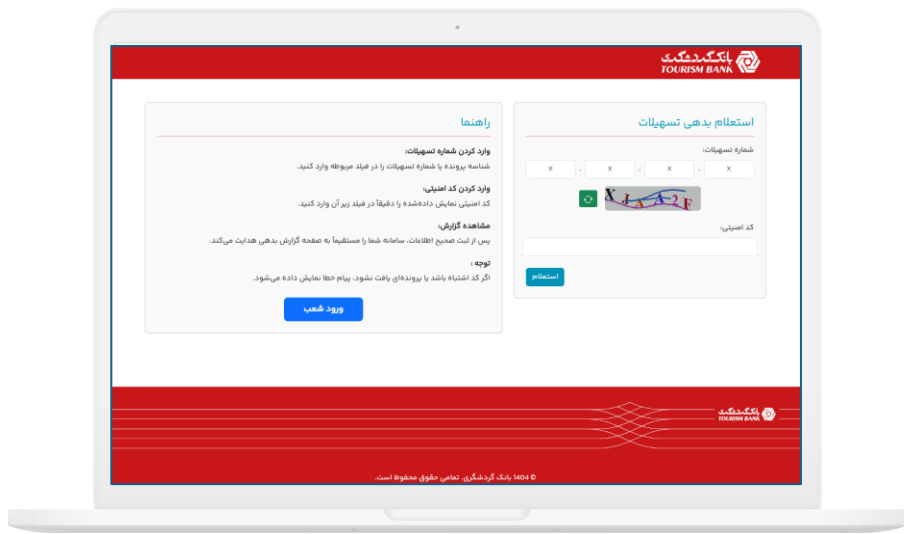 بانک گردشگری
TOURISM BANK
استعلام بدهی تسهیلات
شماره تسهیلات:
X . X . X . X
XJAA2F
کد امنیتی:
استعلام
راهنما
وارد کردن شماره تسهیلات:
شناسه پرونده یا شماره تسهیلات را در فیلد مربوطه وارد کنید.
وارد کردن کد امنیتی:
کد امنیتی نمایش داده‌شده را دقیقاً در فیلد زیر آن وارد کنید.
مشاهده گزارش:
پس از ثبت صحیح اطلاعات، سامانه شما را مستقیماً به صفحه گزارش بدهی هدایت می‌کند.
توجه :
اگر کد اشتباه باشد یا پرونده‌ای یافت نشود، پیام خطا نمایش داده می‌شود.
ورود شعب
بانک گردشگری
TOURISM BANK
© 1404 بانک گردشگری. تمامی حقوق محفوظ است.